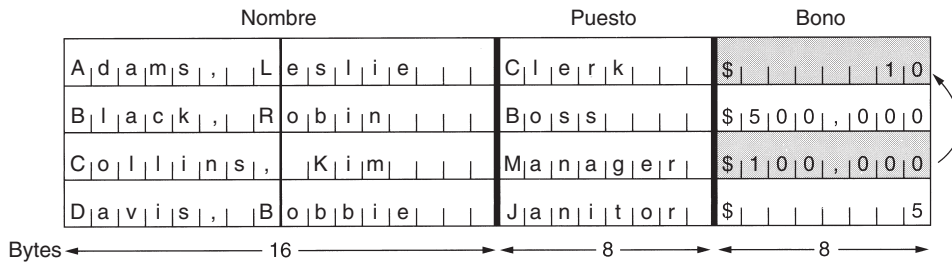 Nombre Puesto Bono
Adams, Leslie Clerk $ 10
Black, Robin Boss $500,000
Collins, Kim Manager $100,000
Davis, Bobbie Janitor $ 5
Bytes 16 8 8